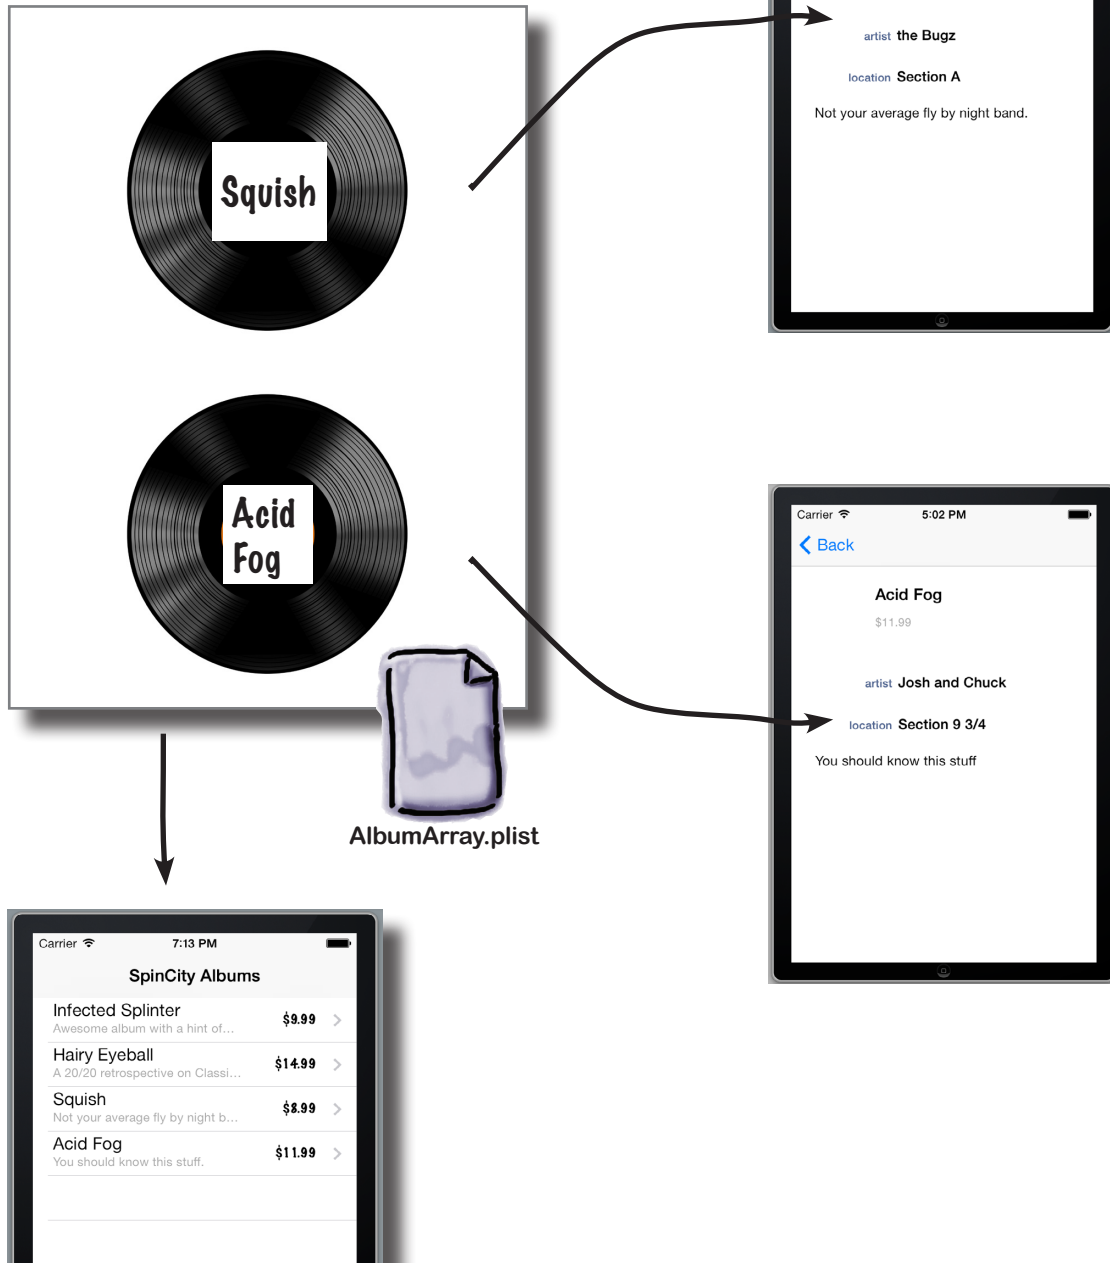 Squish
artist the Bugz
location Section A
Not your average fly by night band.
Acid
Fog
Carrier 5:02 PM
Back
Acid Fog
$11.99
artist Josh and Chuck
location Section 9 3/4
You should know this stuff
AlbumArray.plist
Carrier 7:13 PM
SpinCity Albums
Infected Splinter
Awesome album with a hint of...
$9.99
Hairy Eyeball
A 20/20 retrospective on Classi...
$14.99
Squish
Not your average fly by night b...
$8.99
Acid Fog
You should know this stuff.
$11.99